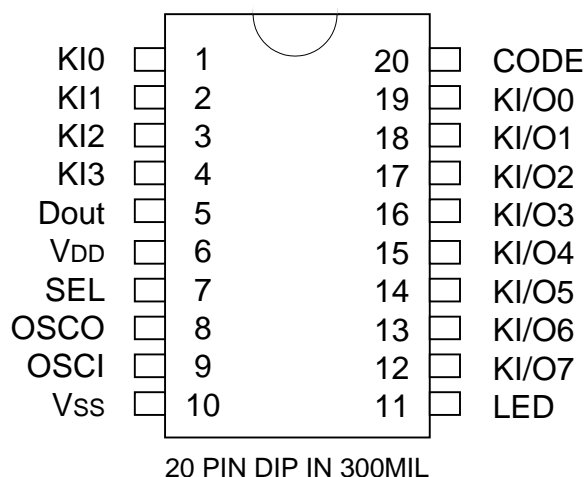 KI0 1 20 CODE
KI1 2 19 KI/O0
KI2 3 18 KI/O1
KI3 4 17 KI/O2
Dout 5 16 KI/O3
VDD 6 15 KI/O4
SEL 7 14 KI/O5
OSCO 8 13 KI/O6
OSCI 9 12 KI/O7
VSS 10 11 LED
20 PIN DIP IN 300MIL